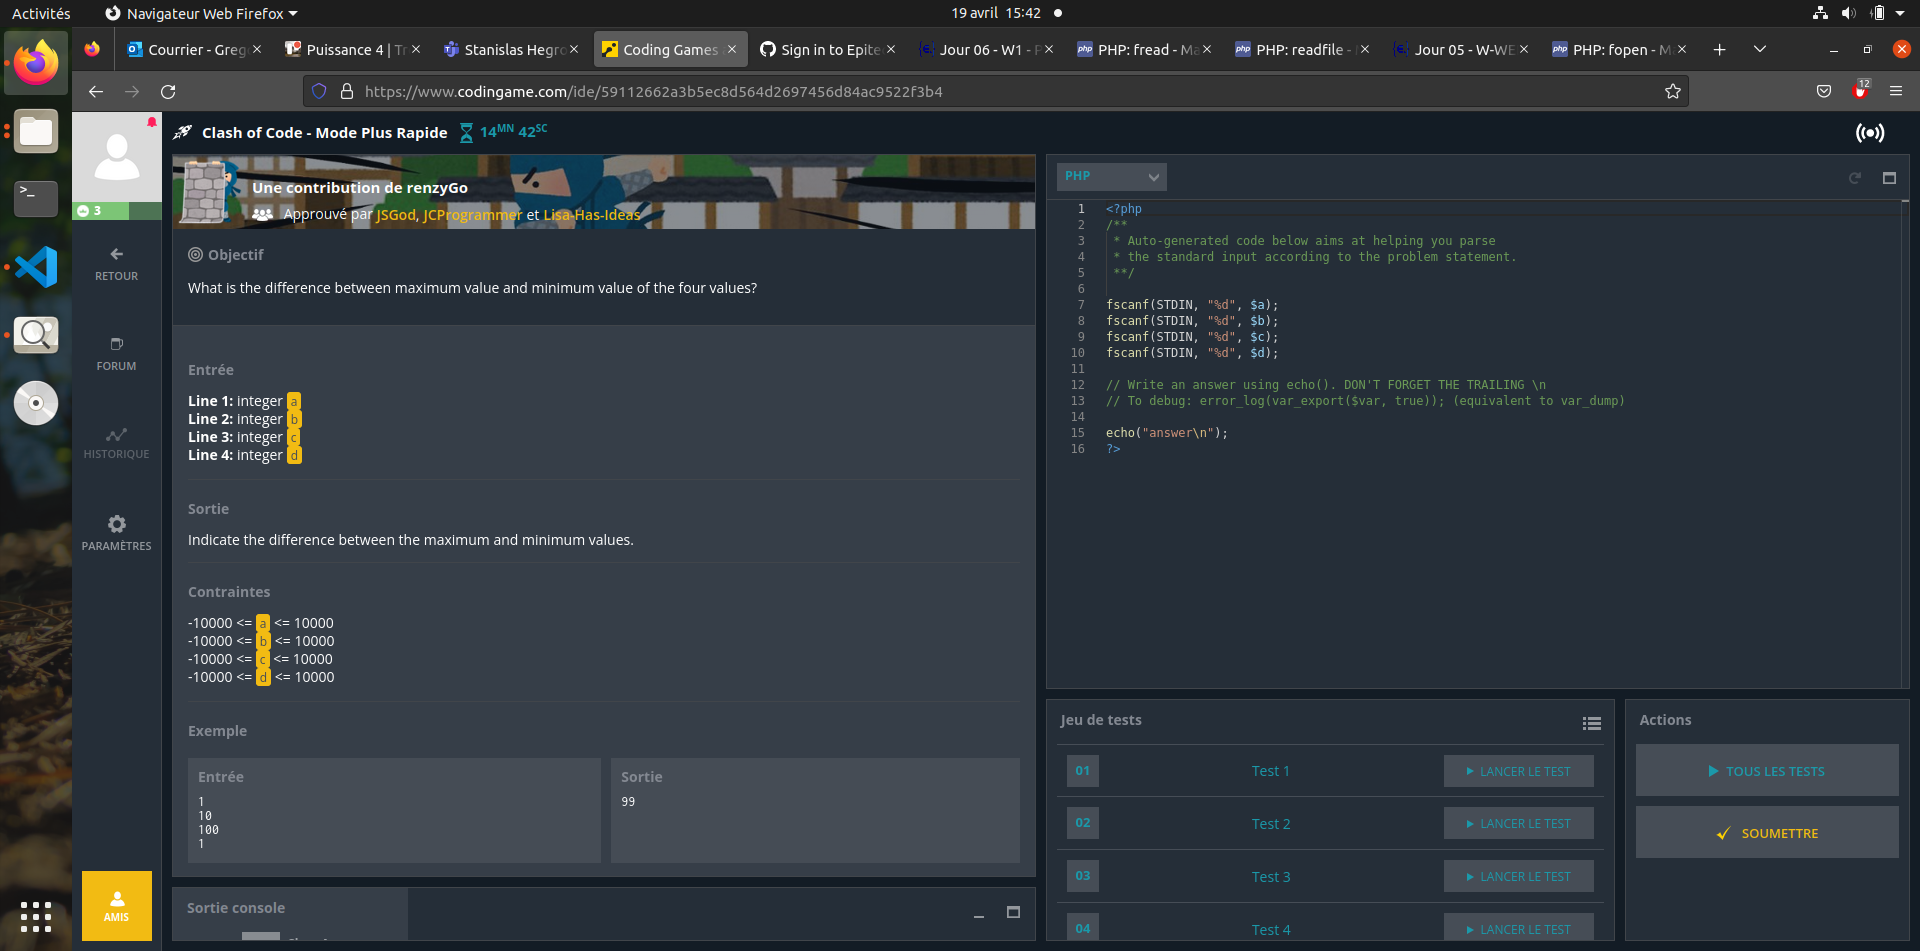 Activités
Navigateur Web Firefox
19 avril 15:42
Courrier - Greg
Puissance 4 | Tr
Stanislas Hegro
Coding Games
Sign in to Epite
Jour 06 - W1 - P
PHP: fread - Ma
PHP: readfile -
Jour 05 - W-WE
PHP: fopen - M
https://www.codingame.com/ide/59112662a3b5ec8d564d2697456d84ac9522f3b4
12
Clash of Code - Mode Plus Rapide
14MN 42SC
3
RETOUR
FORUM
HISTORIQUE
PARAMÈTRES
AMIS
Une contribution de renzyGo
Approuvé par JSGod, JCProgrammer et Lisa-Has-Ideas
Objectif
What is the difference between maximum value and minimum value of the four values?
Entrée
Line 1: integer a
Line 2: integer b
Line 3: integer c
Line 4: integer d
Sortie
Indicate the difference between the maximum and minimum values.
Contraintes
-10000 <= a <= 10000
-10000 <= b <= 10000
-10000 <= c <= 10000
-10000 <= d <= 10000
Exemple
Entrée
1
10
100
1
Sortie
99
Sortie console
PHP
1 <?php
2 /**
3 * Auto-generated code below aims at helping you parse
4 * the standard input according to the problem statement.
5 **/
6
7 fscanf(STDIN, "%d", $a);
8 fscanf(STDIN, "%d", $b);
9 fscanf(STDIN, "%d", $c);
10 fscanf(STDIN, "%d", $d);
11
12 // Write an answer using echo(). DON'T FORGET THE TRAILING \n
13 // To debug: error_log(var_export($var, true)); (equivalent to var_dump)
14
15 echo("answer\n");
16 ?>
Jeu de tests
01 Test 1 LANCER LE TEST
02 Test 2 LANCER LE TEST
03 Test 3 LANCER LE TEST
04 Test 4 LANCER LE TEST
Actions
TOUS LES TESTS
SOUMETTRE